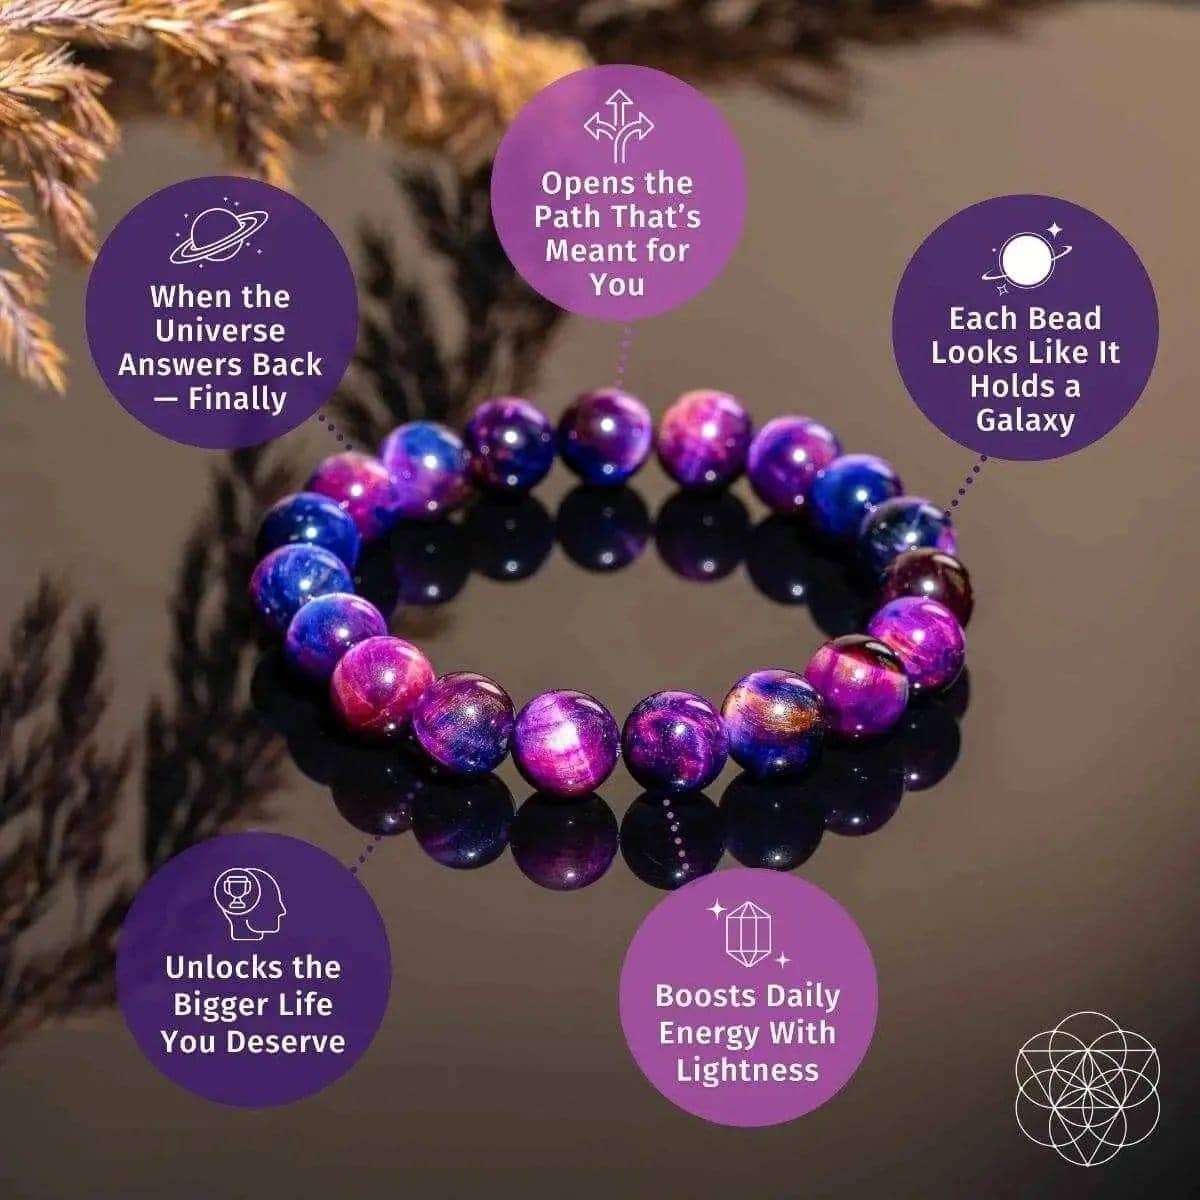 Opens the
Path That's
Meant for
You
When the
Universe
Answers Back
— Finally
Each Bead
Looks Like It
Holds a
Galaxy
Unlocks the
Bigger Life
You Deserve
Boosts Daily
Energy With
Lightness